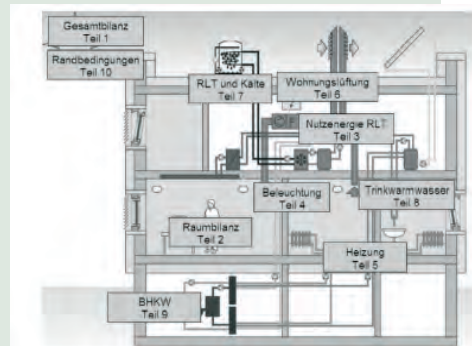 Gesamtbilanz
Teil 1
Randbedingungen
Teil 10
RLT und Kälte
Teil 7
Wohnungslüftung
Teil 6
Nutzenergie RLT
Teil 3
Beleuchtung
Teil 4
Trinkwarmwasser
Teil 8
Raumbilanz
Teil 2
Heizung
Teil 5
BHKW
Teil 9